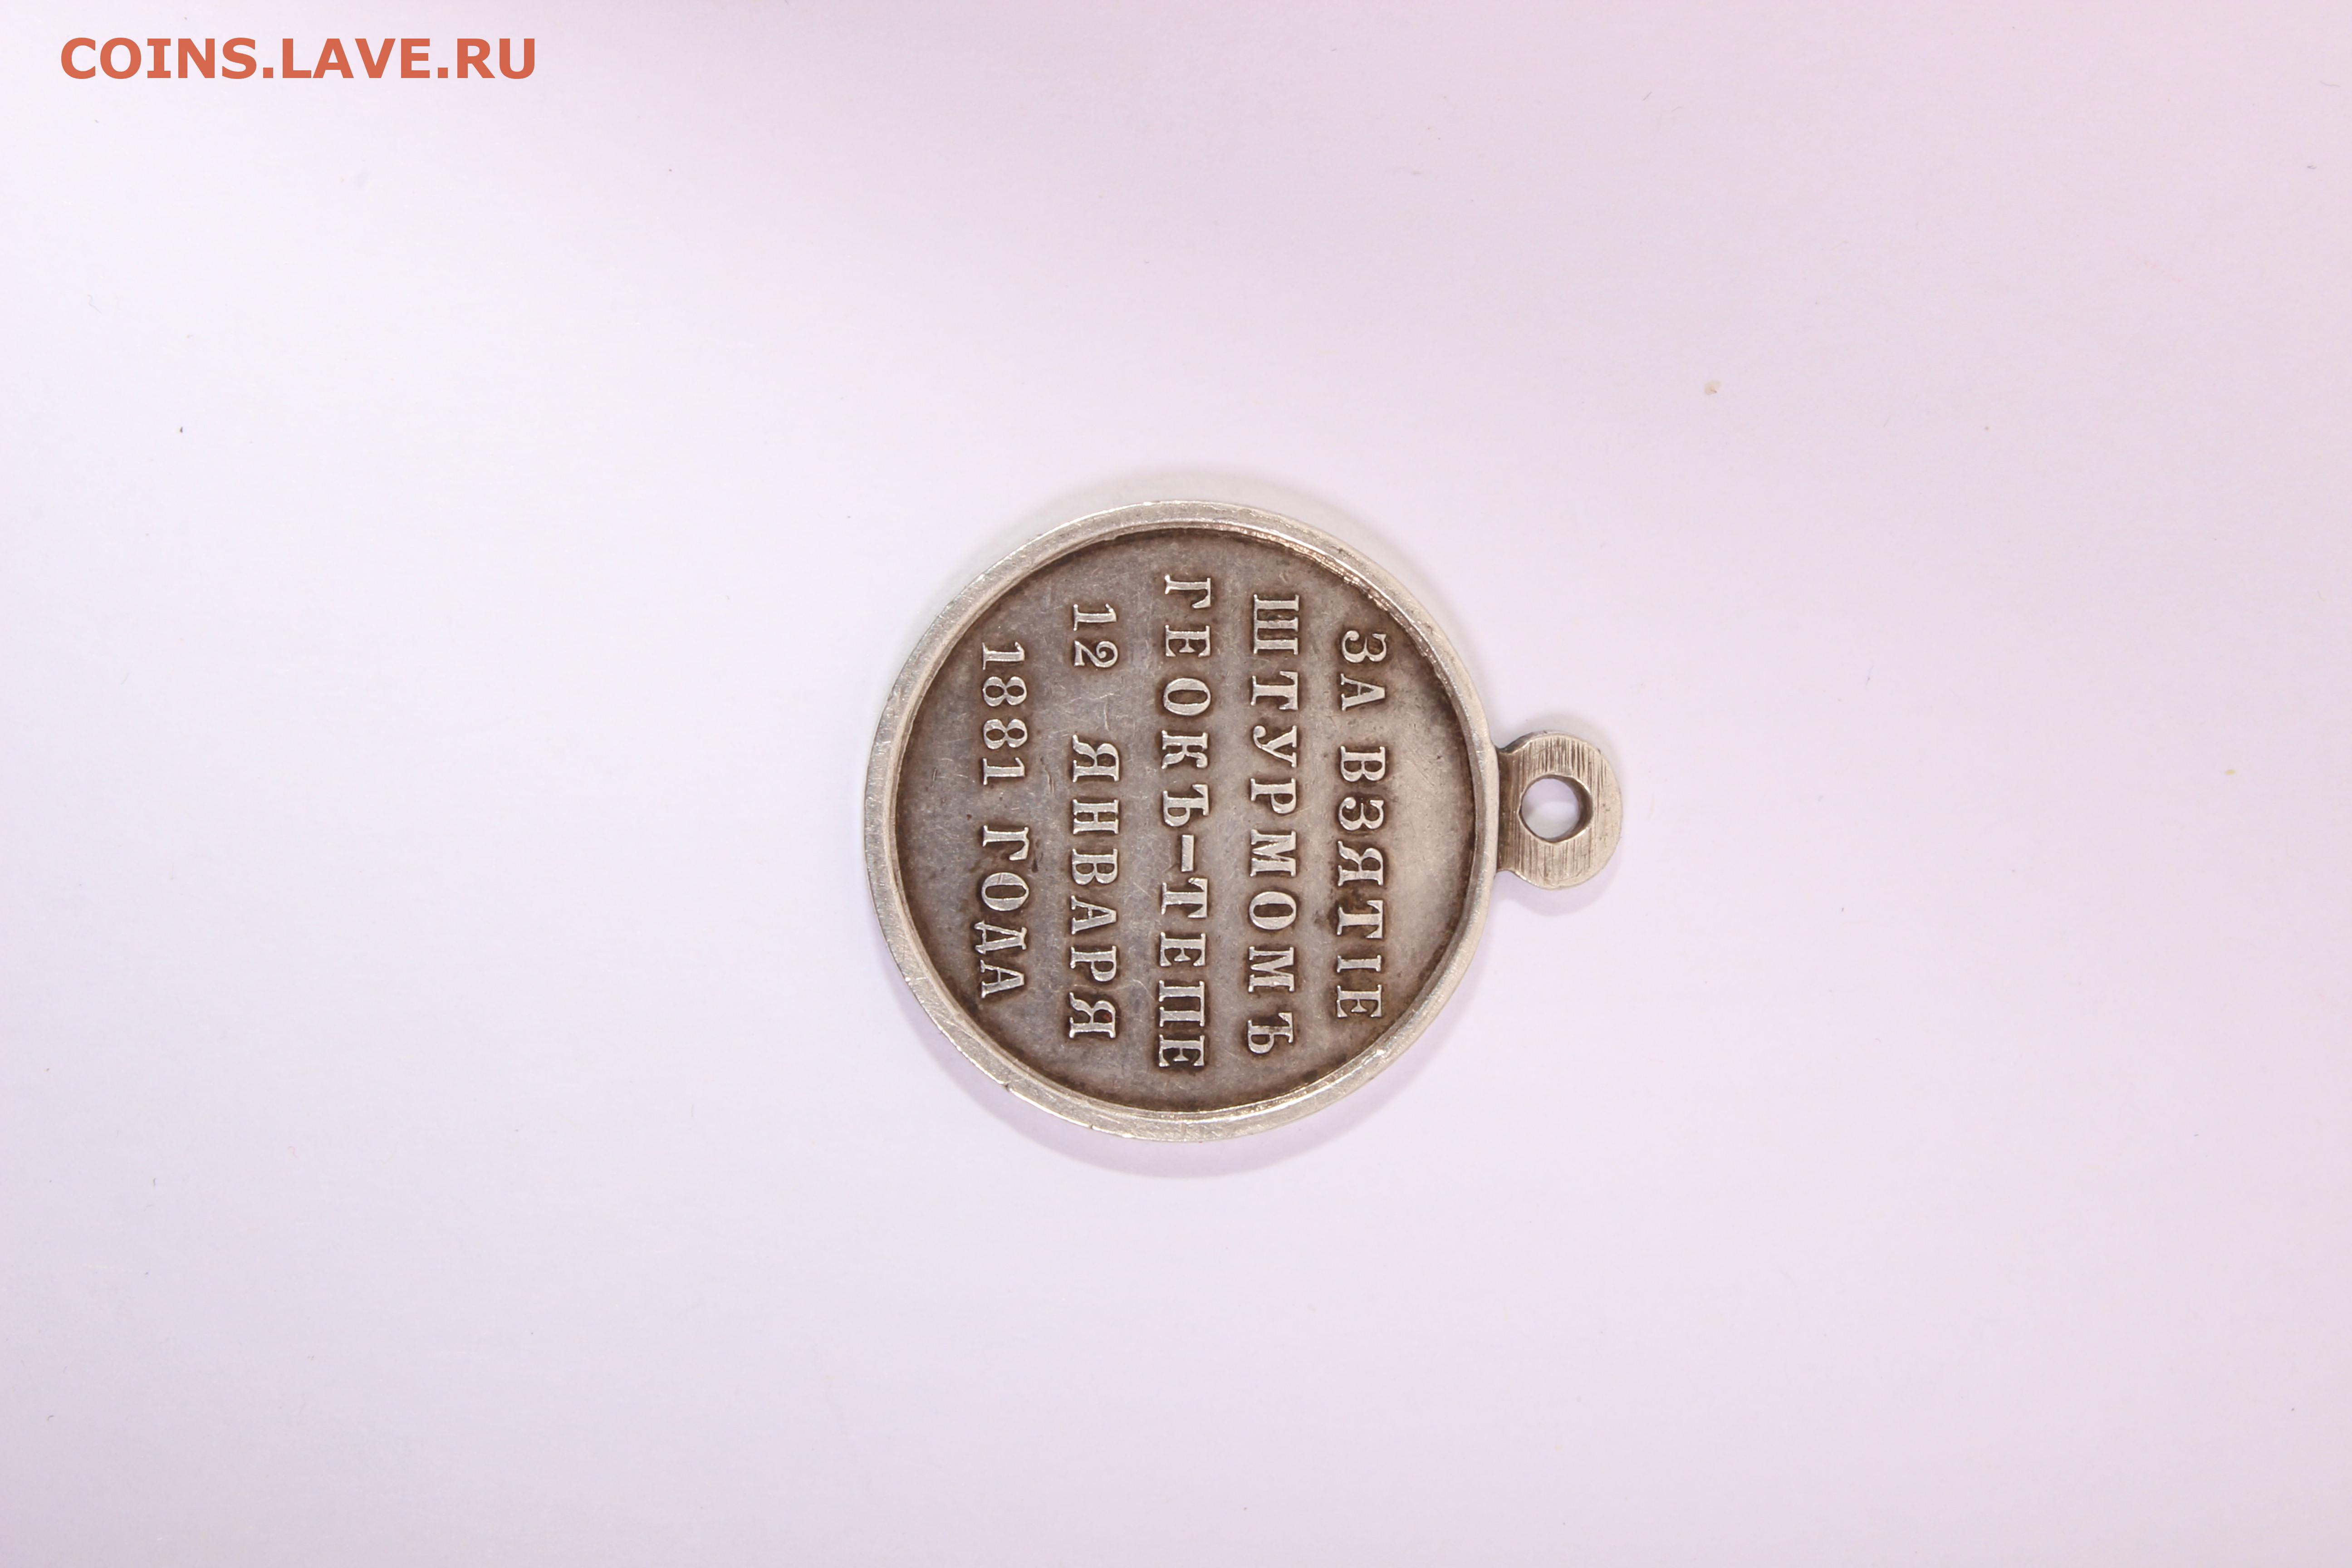 COINS.LAVE.RU
ЗА ВЗЯТІЕ
ШТУРМОМЪ
ГЕОКЪ-ТЕПЕ
12 ЯНВАРЯ
1881 ГОДА